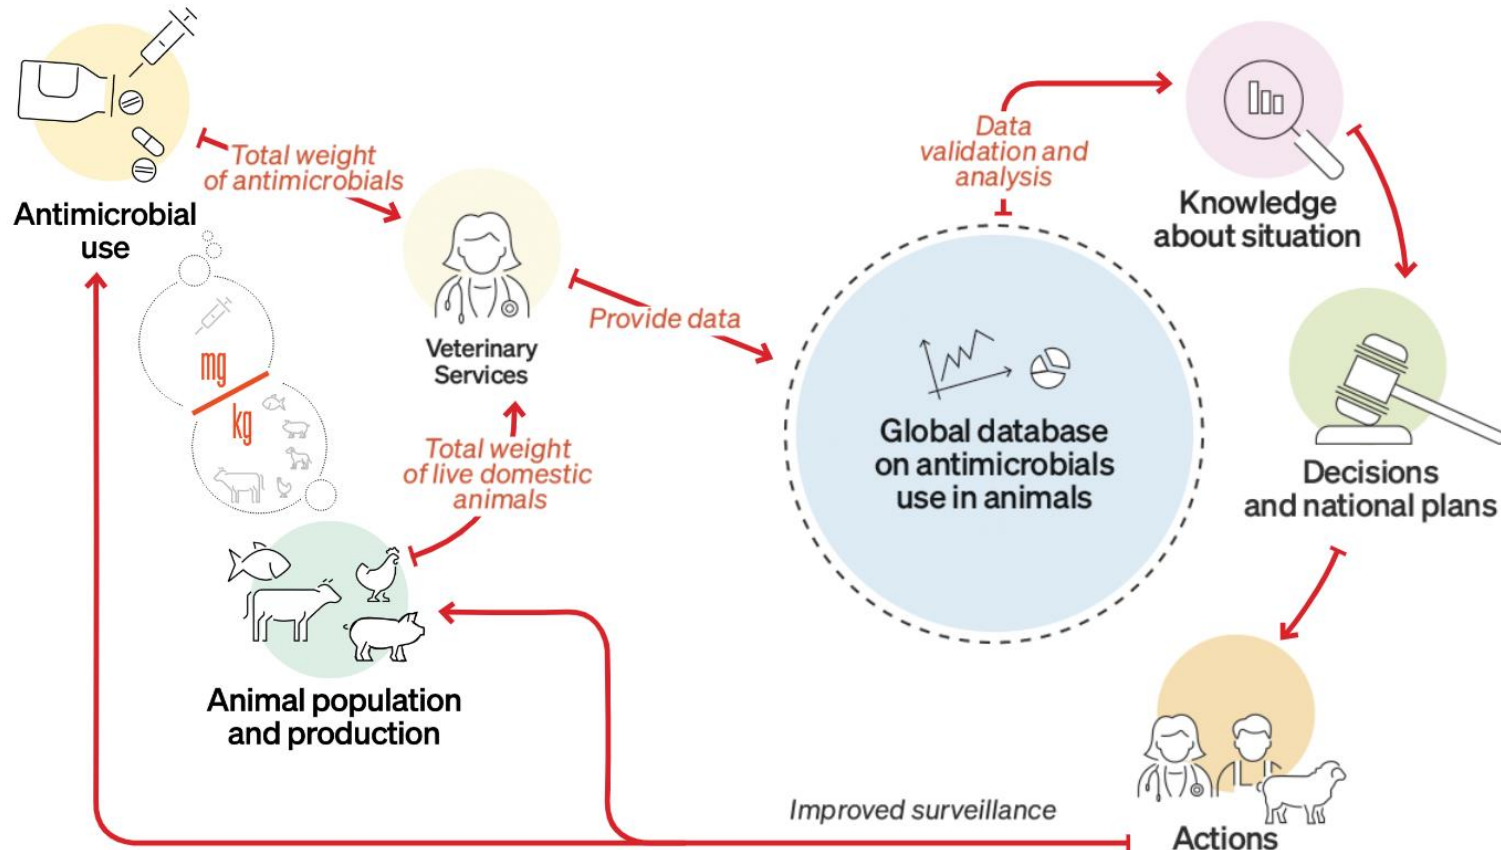 Antimicrobial
use
Total weight
of antimicrobials
Veterinary
Services
mg
kg
Total weight
of live domestic
animals
Animal population
and production
Provide data
Global database
on antimicrobials
use in animals
Data
validation and
analysis
Knowledge
about situation
Decisions
and national plans
Actions
Improved surveillance